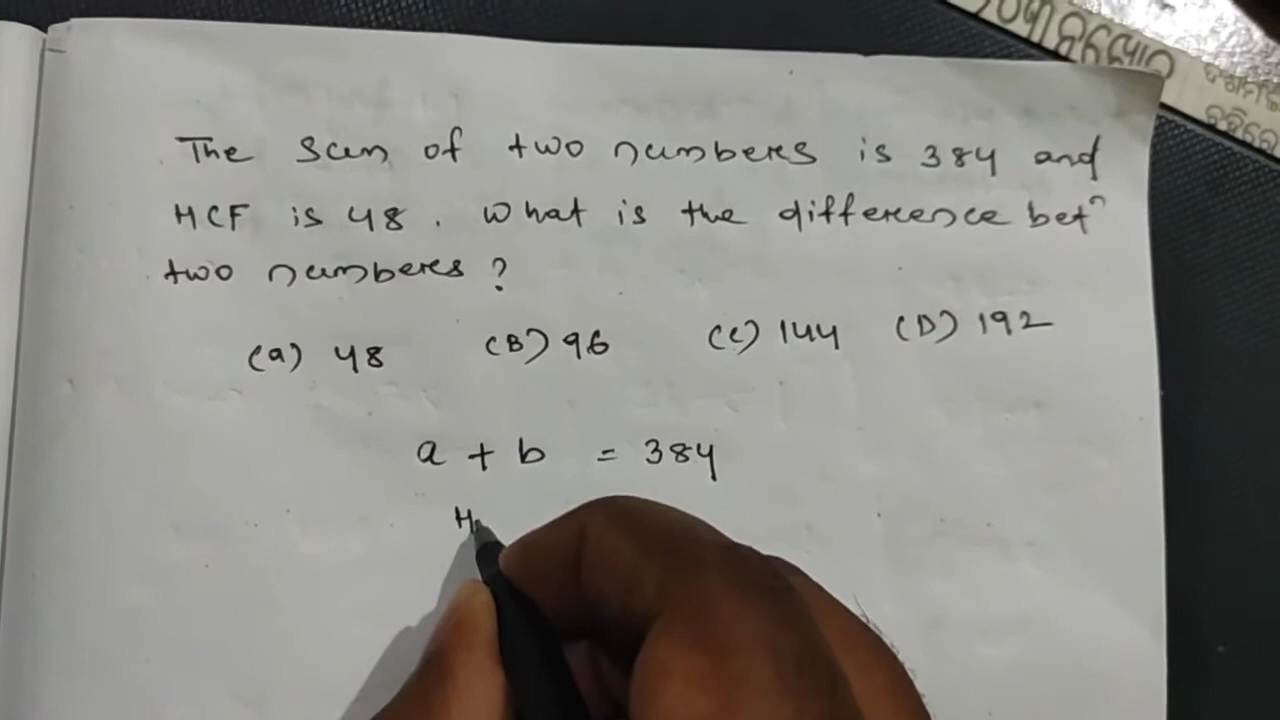 The sum of two numbers is 384 and
HCF is 48. What is the difference betⁿ
two numbers?
(a) 48 (B) 96 (C) 144 (D) 192
a + b = 384
H